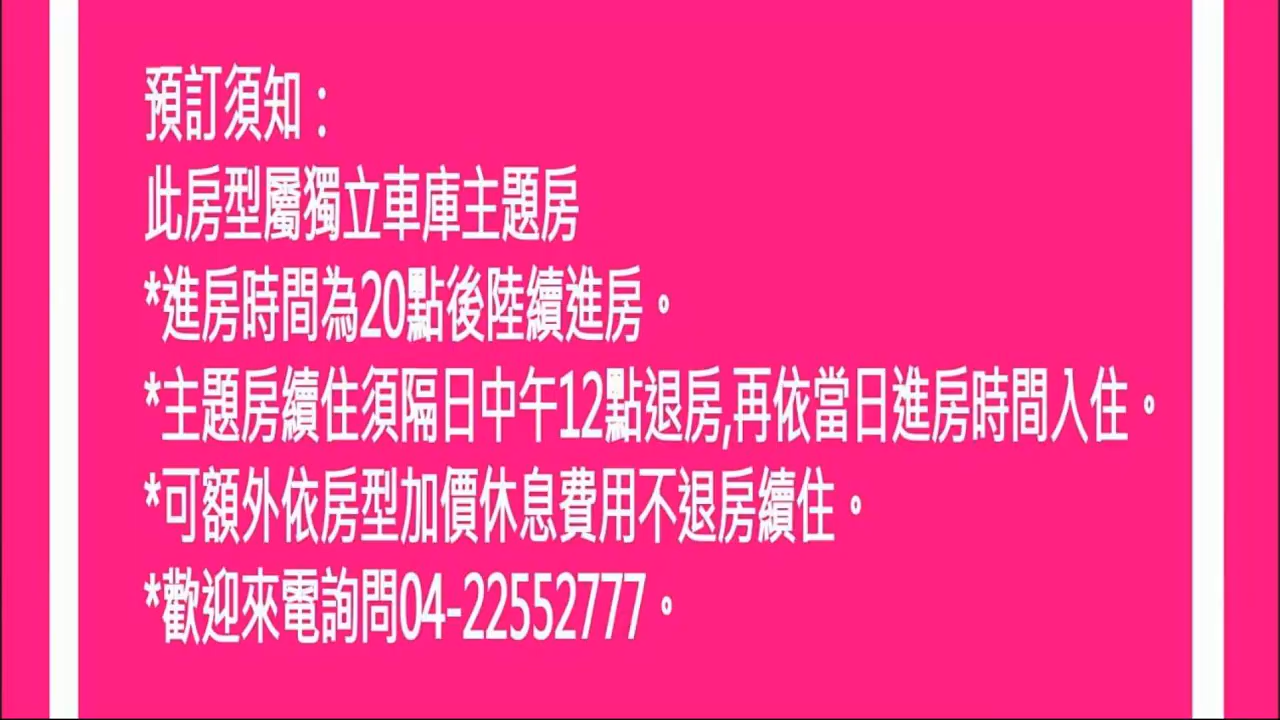 預訂須知：
此房型屬獨立車庫主題房
*進房時間為20點後陸續進房。
*主題房續住須隔日中午12點退房,再依當日進房時間入住。
*可額外依房型加價休息費用不退房續住。
*歡迎來電詢問04-22552777。